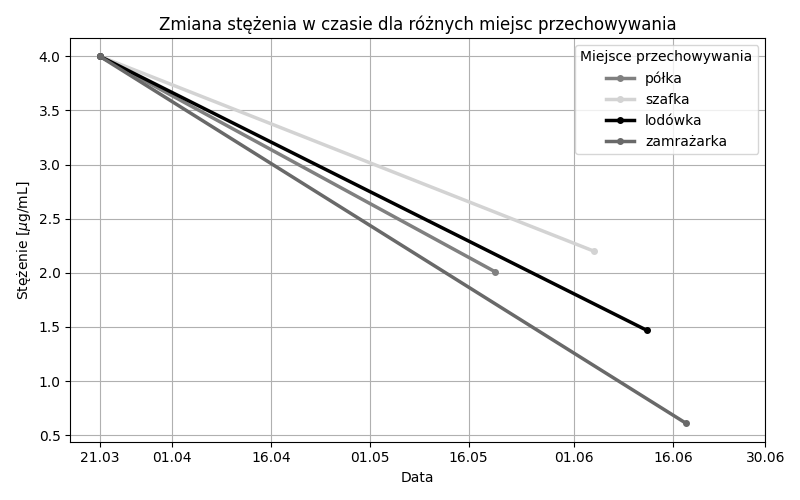 Zmiana stężenia w czasie dla różnych miejsc przechowywania
Stężenie [µg/mL]
4.0
3.5
3.0
2.5
2.0
1.5
1.0
0.5
Miejsce przechowywania
półka
szafka
lodówka
zamrażarka
21.03 01.04 16.04 01.05 16.05 01.06 16.06 30.06
Data